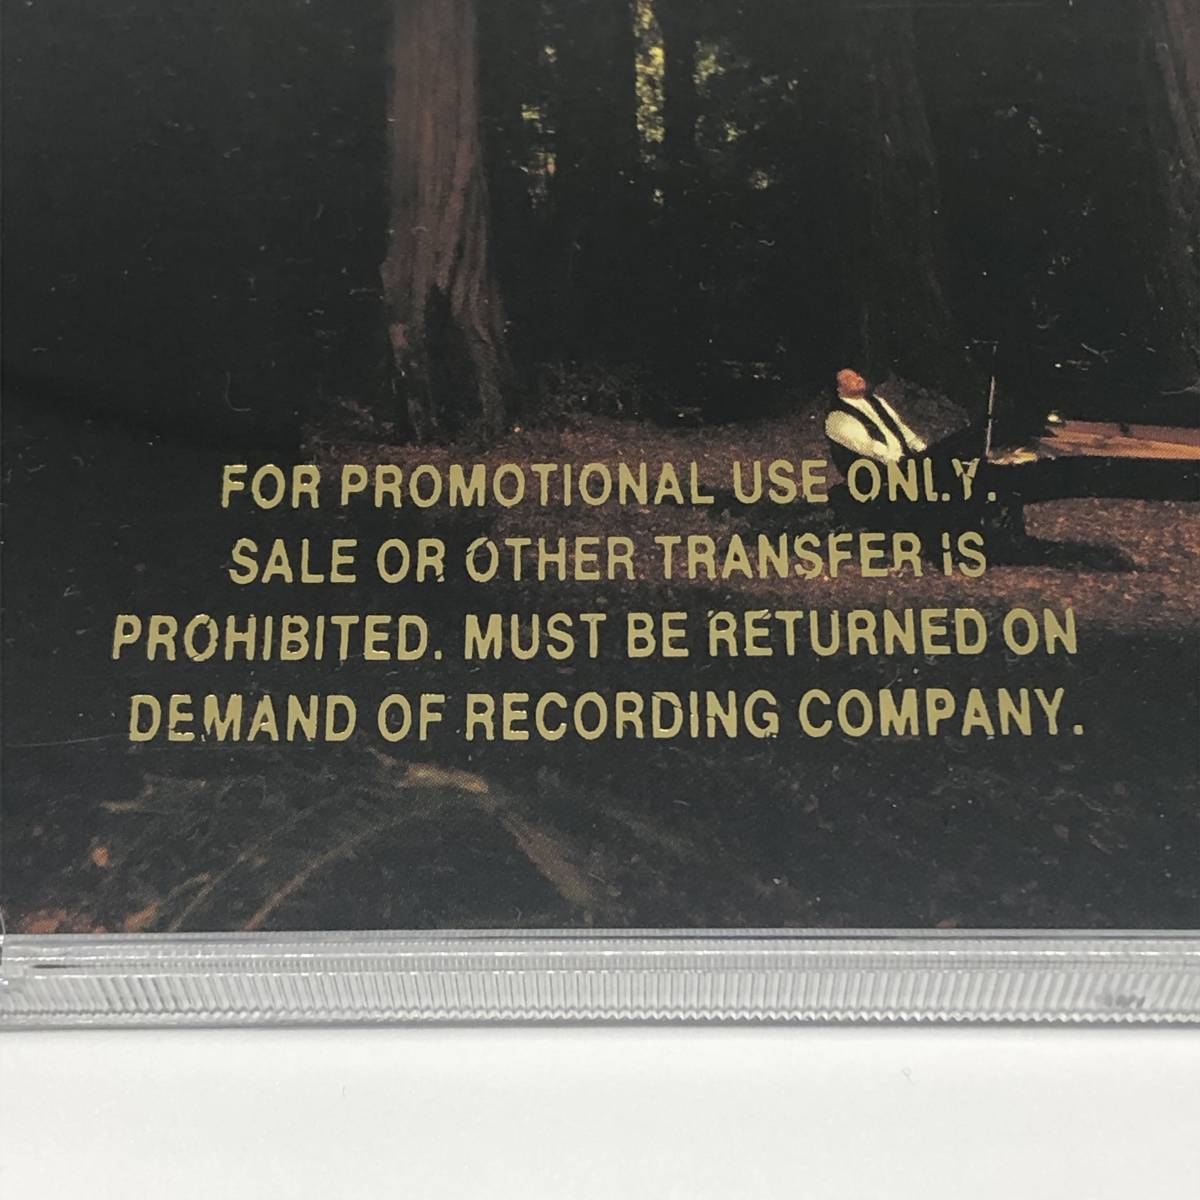 FOR PROMOTIONAL USE ONLY.
SALE OR OTHER TRANSFER IS
PROHIBITED. MUST BE RETURNED ON
DEMAND OF RECORDING COMPANY.